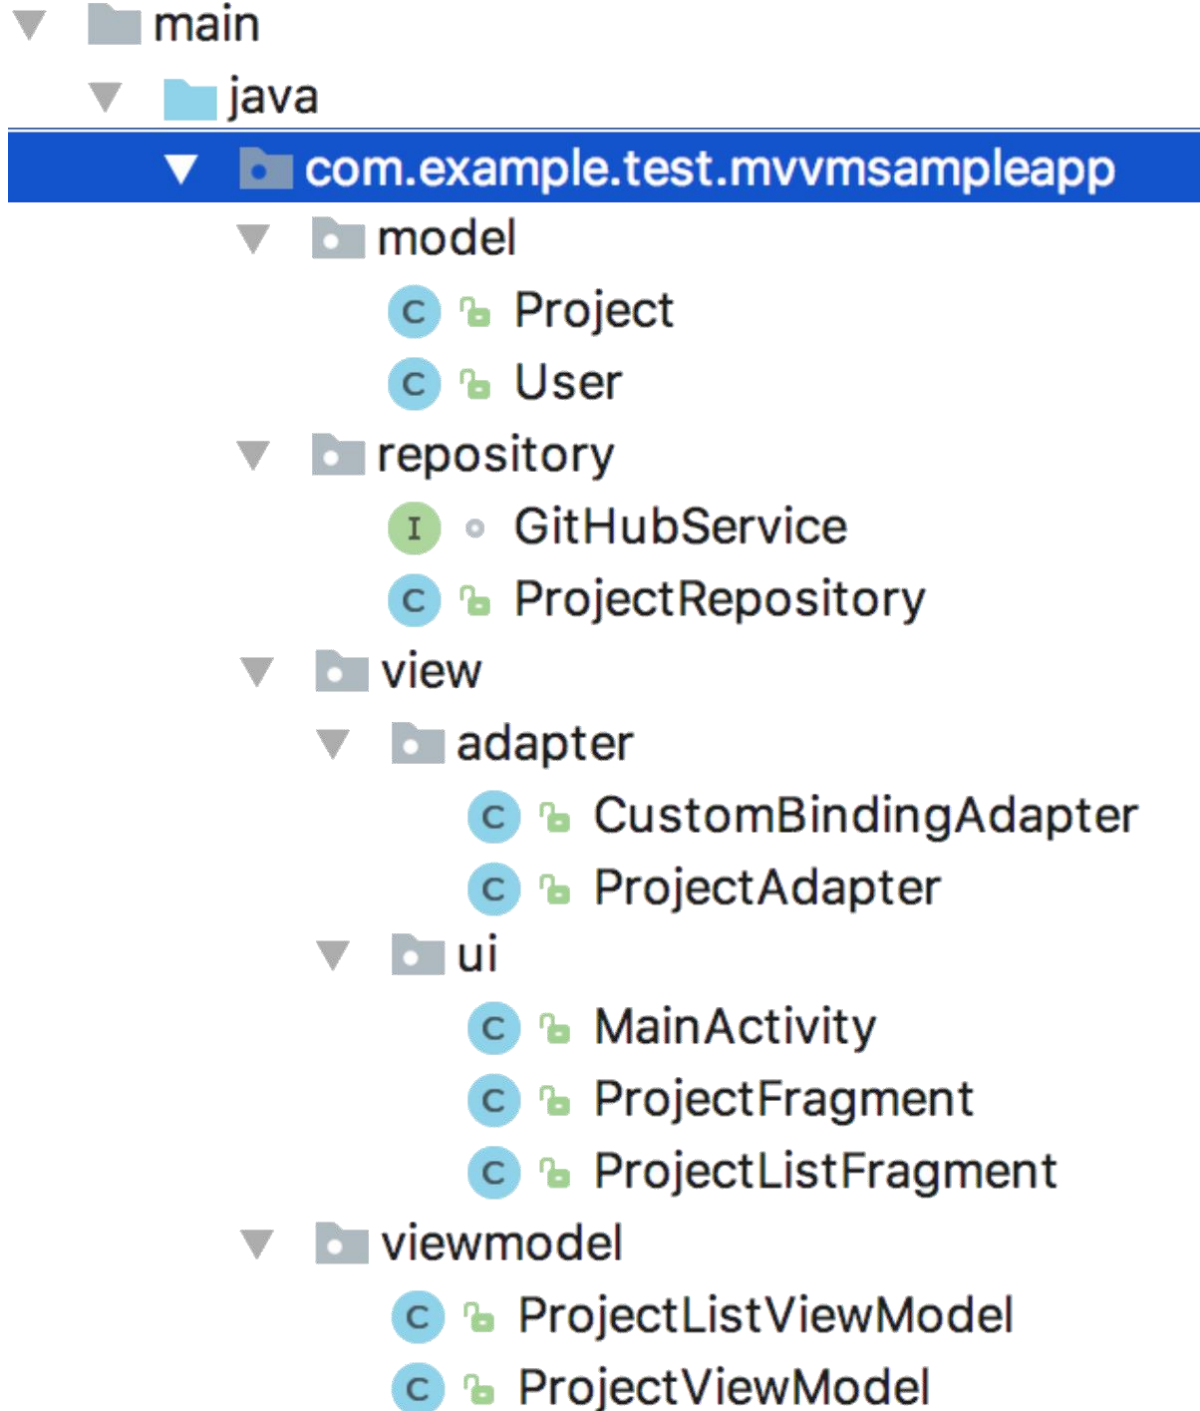 main
java
com.example.test.mvvmsampleapp
model
C Project
C User
repository
I GitHubService
C ProjectRepository
view
adapter
C CustomBindingAdapter
C ProjectAdapter
ui
C MainActivity
C ProjectFragment
C ProjectListFragment
viewmodel
C ProjectListViewModel
C ProjectViewModel